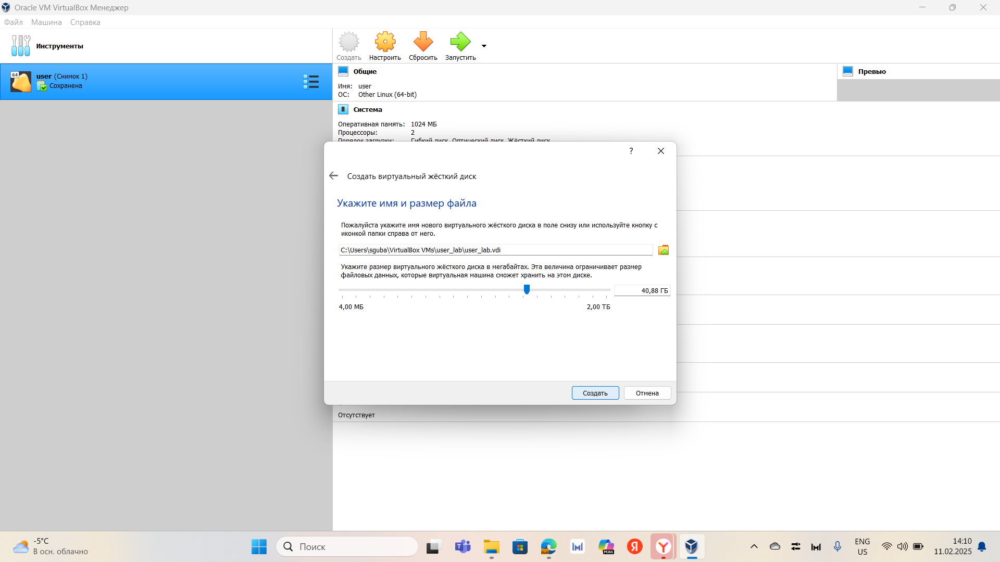 Oracle VM VirtualBox Менеджер
Файл Машина Справка
Инструменты
Создать Настроить Сбросить Запустить
64
user (Снимок 1)
Сохранена
Общие
Имя: user
ОС: Other Linux (64-bit)
Превью
Система
Оперативная память: 1024 МБ
Процессоры: 2
Порядок загрузки: Гибкий диск, Оптический диск, Жёсткий диск
?
Создать виртуальный жёсткий диск
Укажите имя и размер файла
Пожалуйста укажите имя нового виртуального жёсткого диска в поле снизу или используйте кнопку с
иконкой папки справа от него.
C:\Users\sguba\VirtualBox VMs\user_lab\user_lab.vdi
Укажите размер виртуального жёсткого диска в мегабайтах. Эта величина ограничивает размер
файловых данных, которые виртуальная машина сможет хранить на этом диске.
40,88 ГБ
4,00 МБ 2,00 ТБ
Создать Отмена
Отсутствует
-5°C
В осн. облачно
Поиск
M365
Я
Y
ENG
US
14:10
11.02.2025